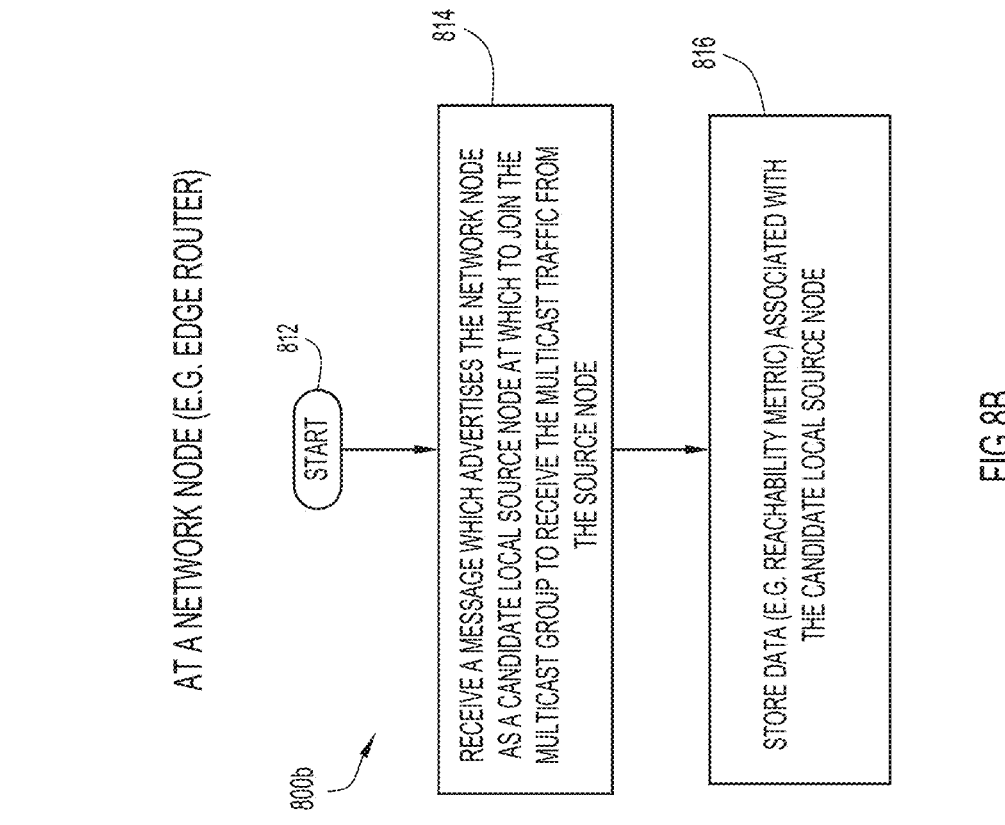 AT A NETWORK NODE (E.G. EDGE ROUTER)
800b
812
START
814
RECEIVE A MESSAGE WHICH ADVERTISES THE NETWORK NODE
AS A CANDIDATE LOCAL SOURCE NODE AT WHICH TO JOIN THE
MULTICAST GROUP TO RECEIVE THE MULTICAST TRAFFIC FROM
THE SOURCE NODE
816
STORE DATA (E.G. REACHABILITY METRIC) ASSOCIATED WITH
THE CANDIDATE LOCAL SOURCE NODE
FIG.8B